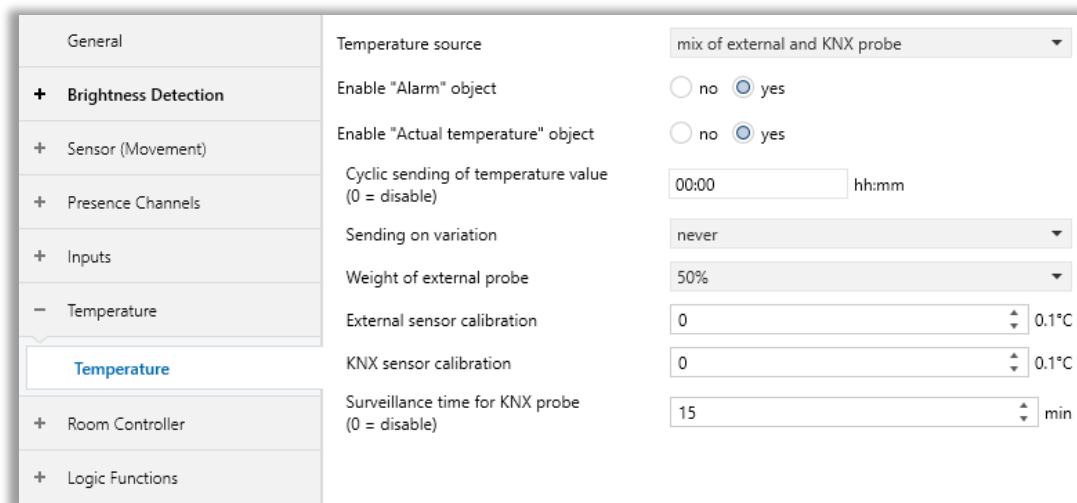 General
+ Brightness Detection
+ Sensor (Movement)
+ Presence Channels
+ Inputs
− Temperature
Temperature
+ Room Controller
+ Logic Functions
Temperature source mix of external and KNX probe
Enable "Alarm" object no yes
Enable "Actual temperature" object no yes
Cyclic sending of temperature value
(0 = disable) 00:00 hh:mm
Sending on variation never
Weight of external probe 50%
External sensor calibration 0 0.1°C
KNX sensor calibration 0 0.1°C
Surveillance time for KNX probe
(0 = disable) 15 min